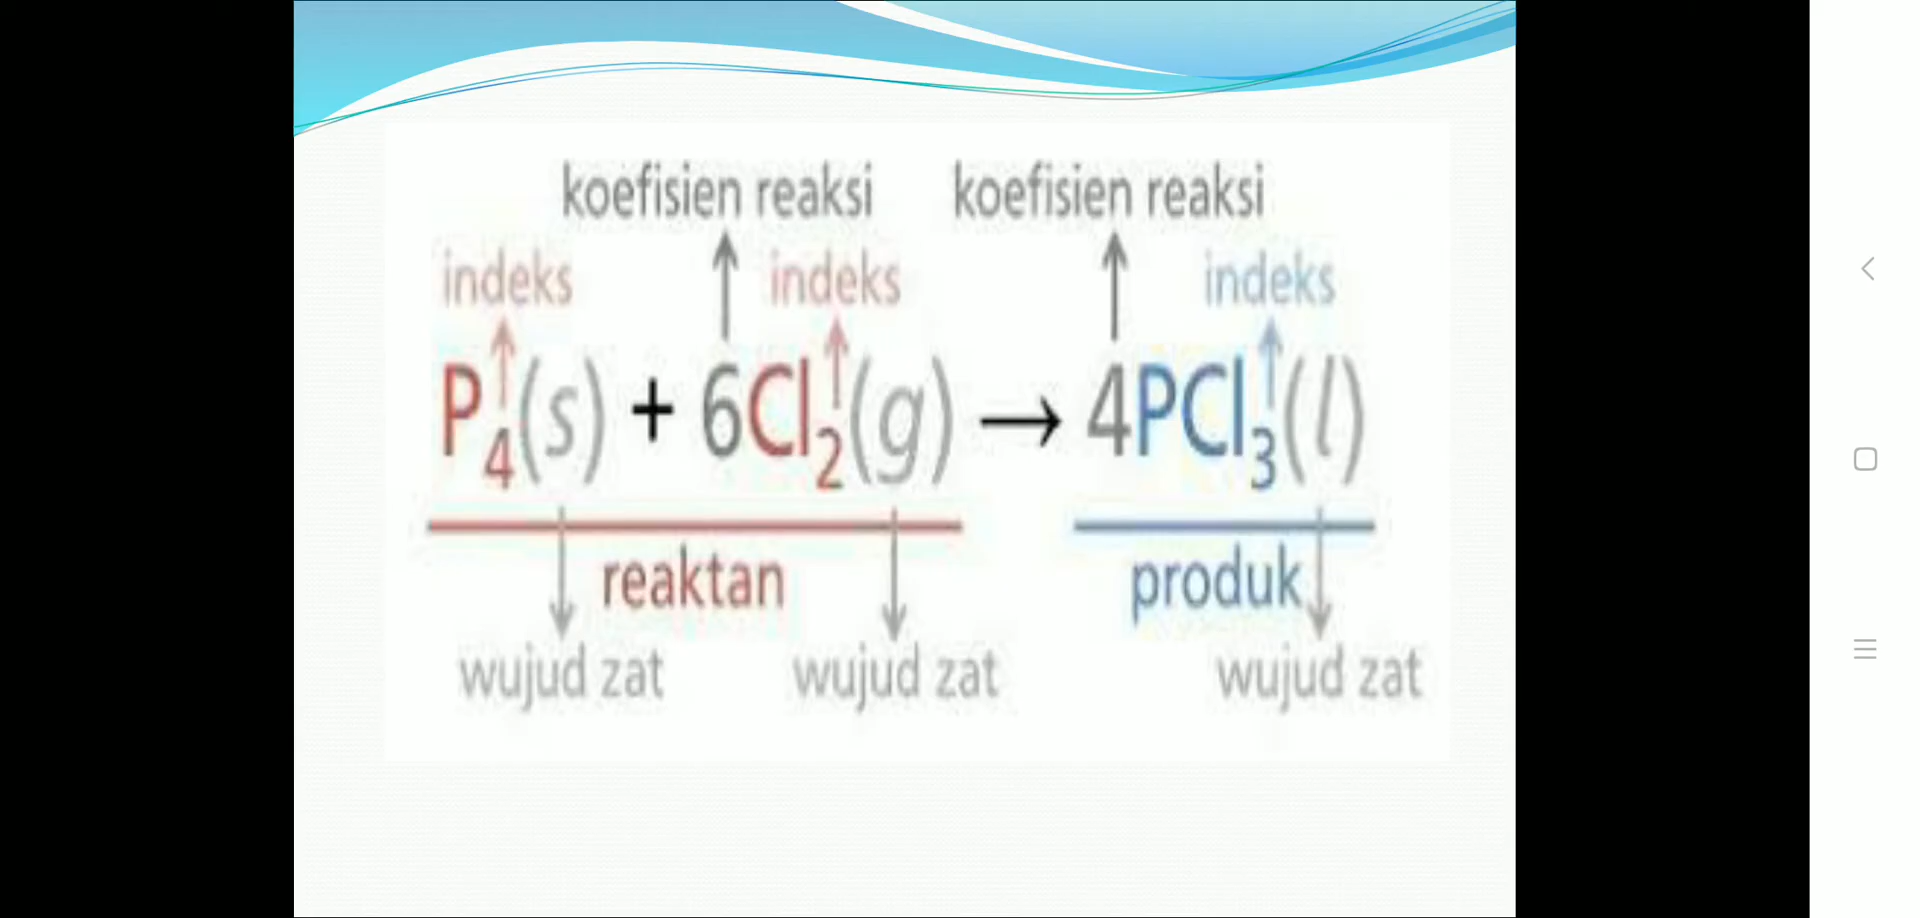 koefisien reaksi koefisien reaksi
indeks indeks indeks
P₄(s) + 6Cl₂(g) → 4PCl₃(l)
reaktan produk
wujud zat wujud zat wujud zat